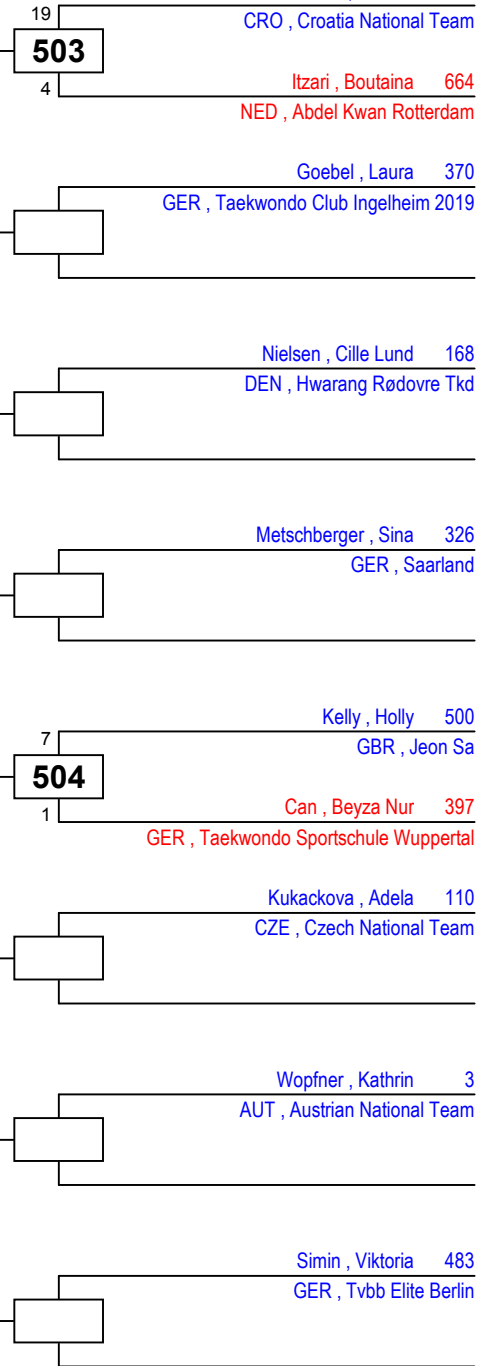 19
CRO , Croatia National Team
503
4
Itzari , Boutaina 664
NED , Abdel Kwan Rotterdam
Goebel , Laura 370
GER , Taekwondo Club Ingelheim 2019
Nielsen , Cille Lund 168
DEN , Hwarang Rødovre Tkd
Metschberger , Sina 326
GER , Saarland
Kelly , Holly 500
7
GBR , Jeon Sa
504
1
Can , Beyza Nur 397
GER , Taekwondo Sportschule Wuppertal
Kukackova , Adela 110
CZE , Czech National Team
Wopfner , Kathrin 3
AUT , Austrian National Team
Simin , Viktoria 483
GER , Tvbb Elite Berlin